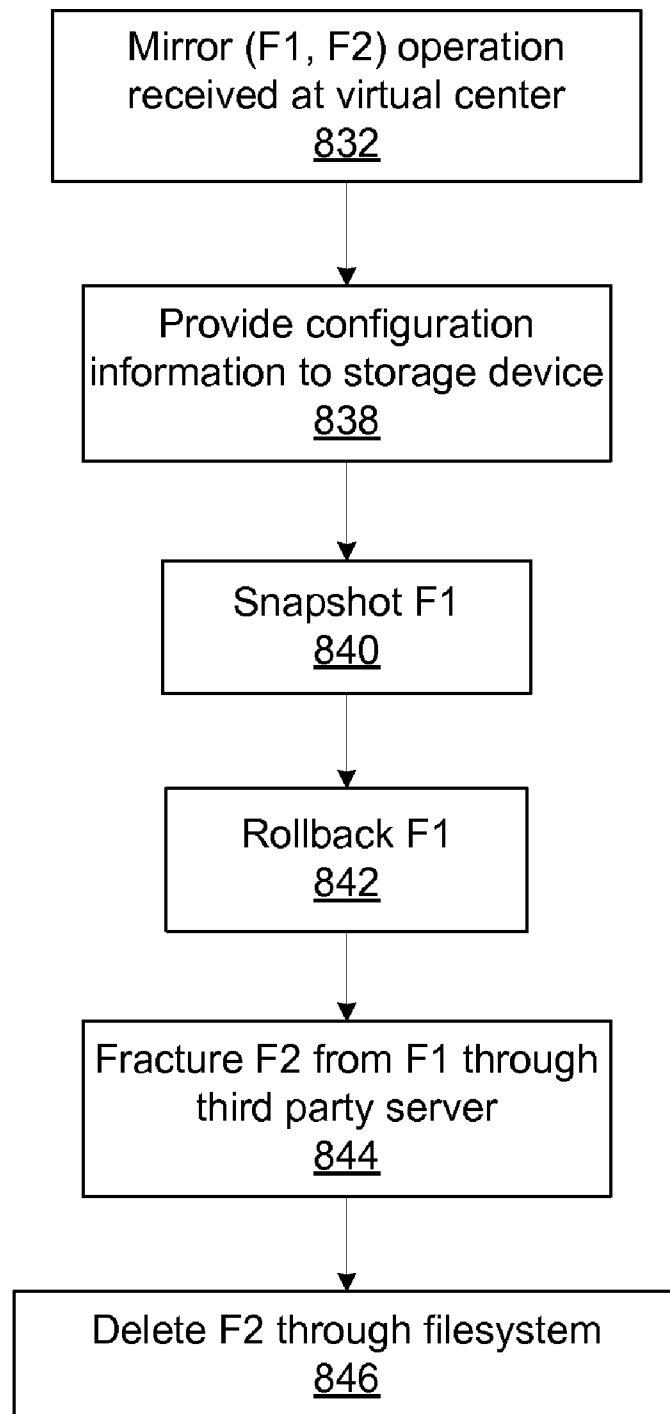 Mirror (F1, F2) operation
received at virtual center
832
Provide configuration
information to storage device
838
Snapshot F1
840
Rollback F1
842
Fracture F2 from F1 through
third party server
844
Delete F2 through filesystem
846